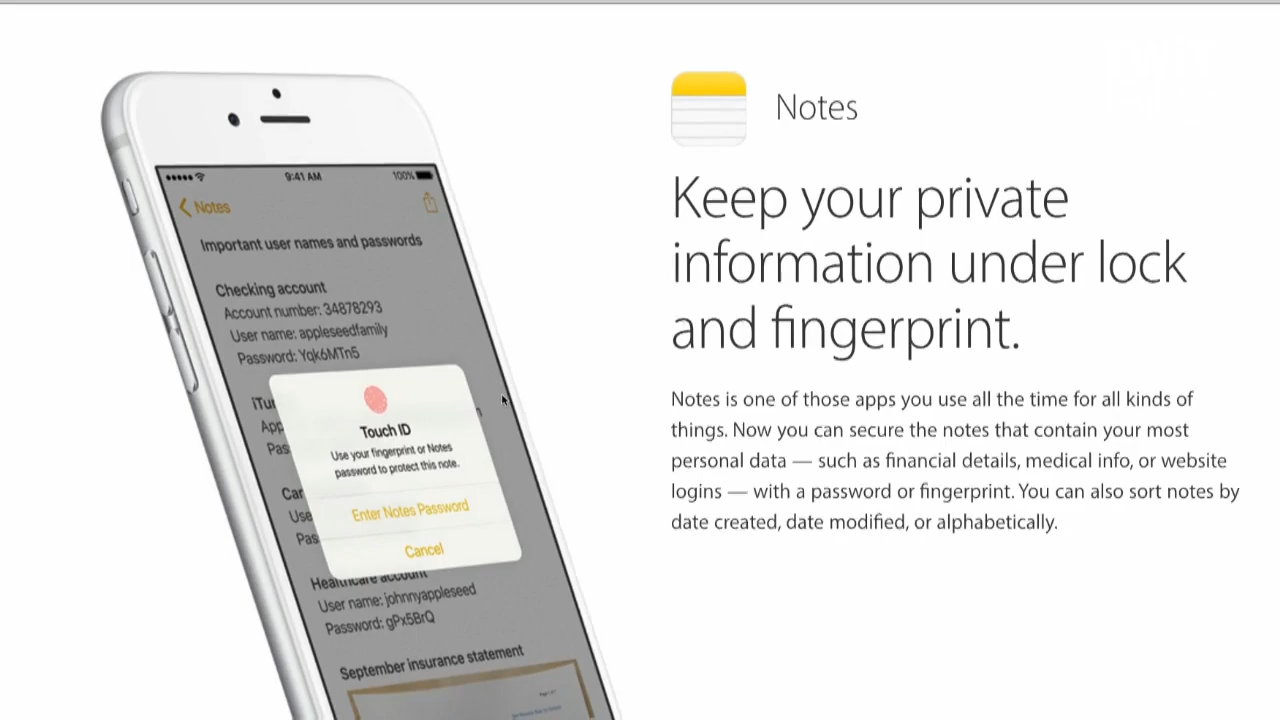 9:41 AM
100%
Notes
Important user names and passwords
Checking account
Account number: 34878293
User name: appleseedfamily
Password: Yqk6MTn5
Touch ID
Use your fingerprint or Notes
password to protect this note.
Enter Notes Password
Cancel
Healthcare account
User name: johnnyappleseed
Password: gPx5BrQ
September insurance statement
Notes
Keep your private
information under lock
and fingerprint.
Notes is one of those apps you use all the time for all kinds of
things. Now you can secure the notes that contain your most
personal data — such as financial details, medical info, or website
logins — with a password or fingerprint. You can also sort notes by
date created, date modified, or alphabetically.